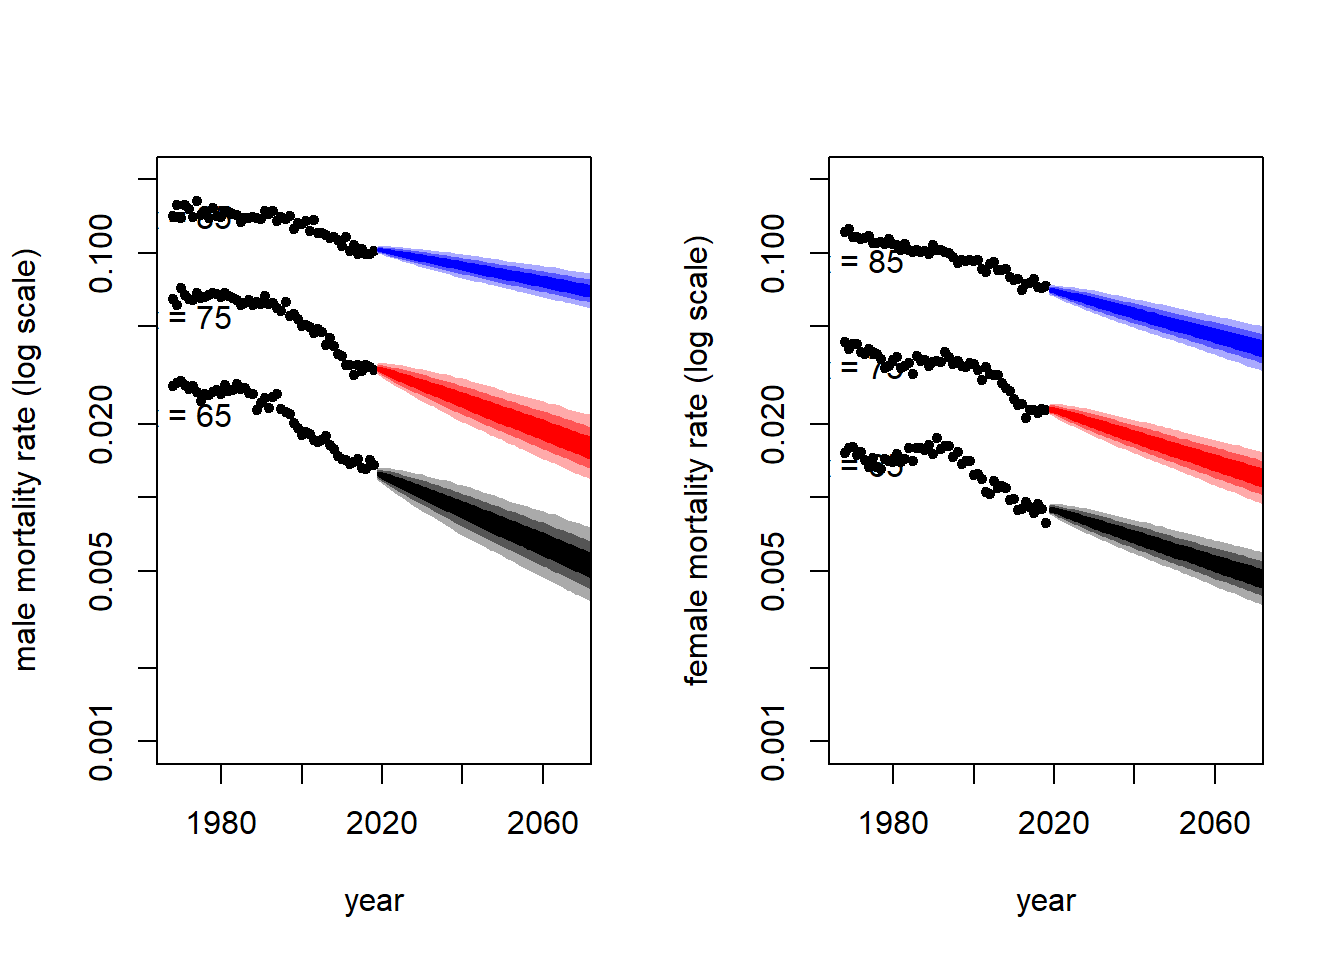 male mortality rate (log scale)
0.100
0.020
0.005
0.001
= 75
= 65
1980 2020 2060
year
female mortality rate (log scale)
0.100
0.020
0.005
0.001
= 85
= 75
1980 2020 2060
year